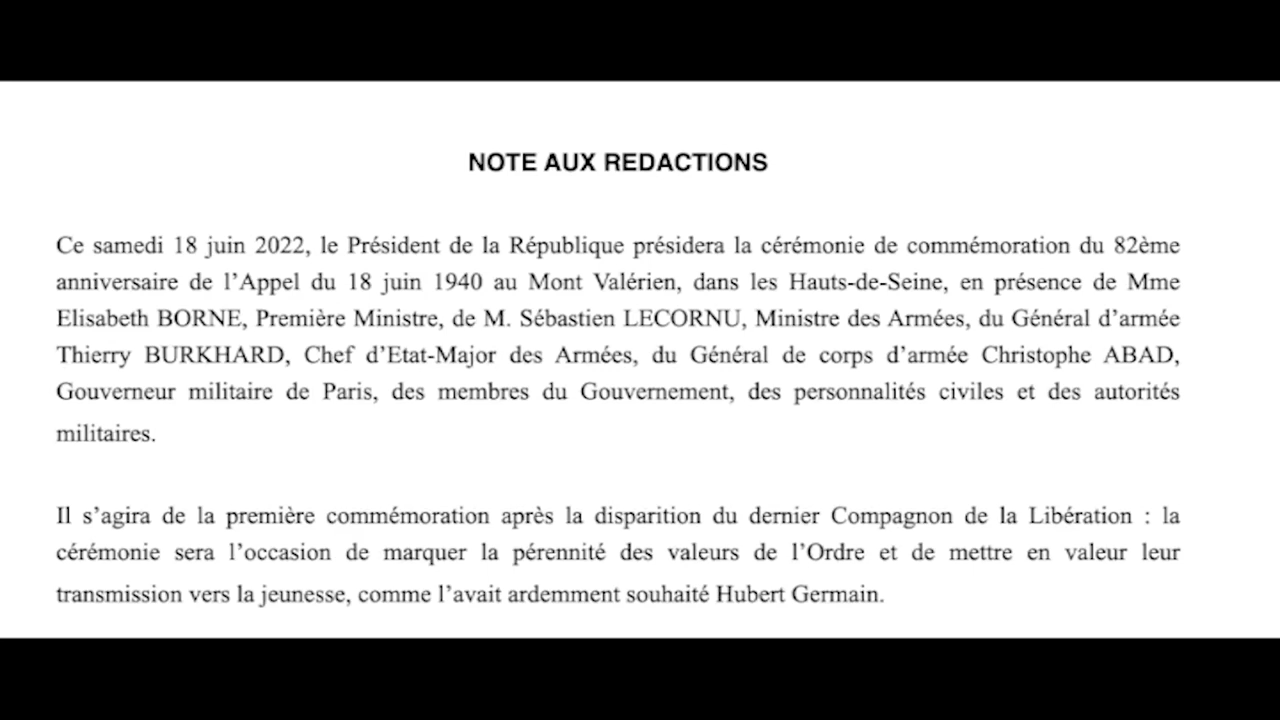 NOTE AUX REDACTIONS
Ce samedi 18 juin 2022, le Président de la République présidera la cérémonie de commémoration du 82ème
anniversaire de l’Appel du 18 juin 1940 au Mont Valérien, dans les Hauts-de-Seine, en présence de Mme
Elisabeth BORNE, Première Ministre, de M. Sébastien LECORNU, Ministre des Armées, du Général d’armée
Thierry BURKHARD, Chef d’Etat-Major des Armées, du Général de corps d’armée Christophe ABAD,
Gouverneur militaire de Paris, des membres du Gouvernement, des personnalités civiles et des autorités
militaires.
Il s’agira de la première commémoration après la disparition du dernier Compagnon de la Libération : la
cérémonie sera l’occasion de marquer la pérennité des valeurs de l’Ordre et de mettre en valeur leur
transmission vers la jeunesse, comme l’avait ardemment souhaité Hubert Germain.